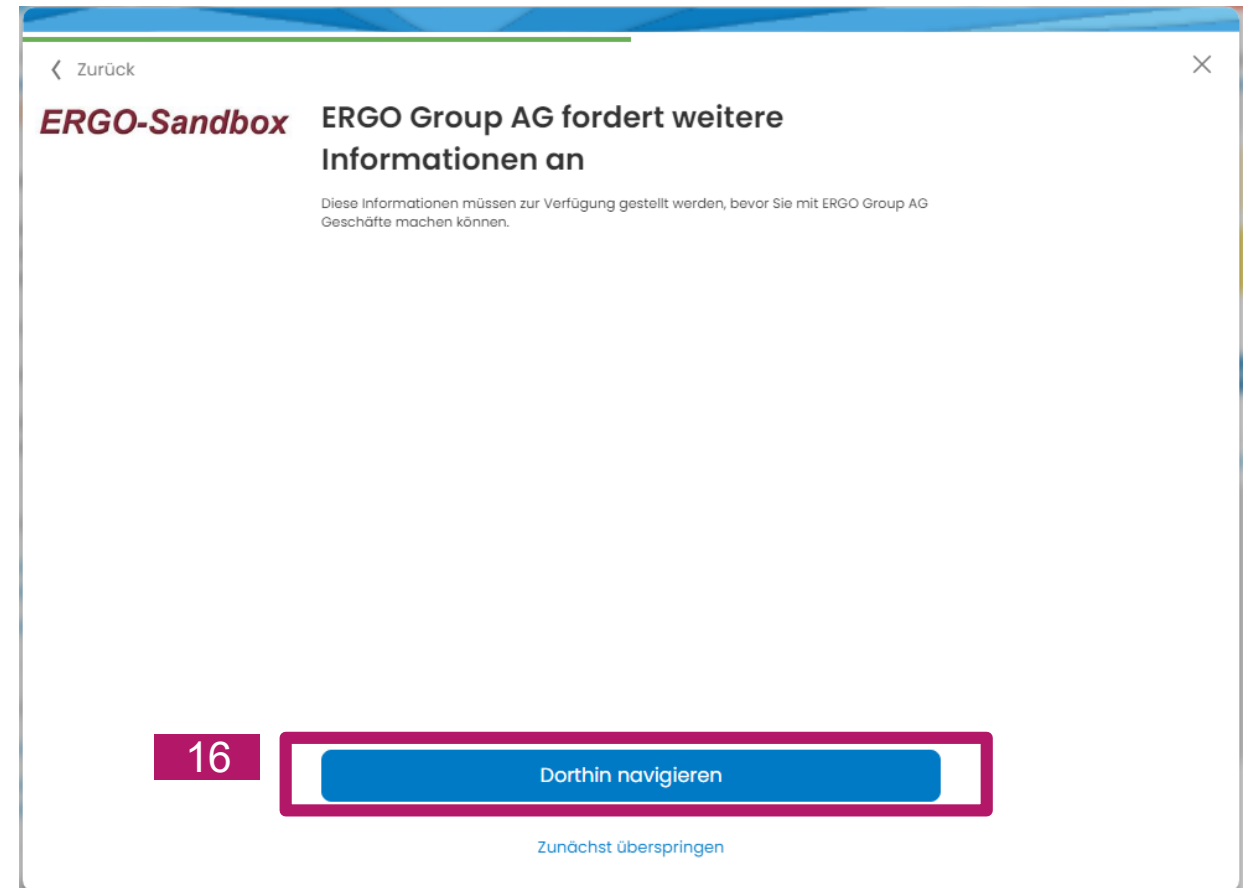 Zurück
ERGO-Sandbox
ERGO Group AG fordert weitere
Informationen an
Diese Informationen müssen zur Verfügung gestellt werden, bevor Sie mit ERGO Group AG
Geschäfte machen können.
16
Dorthin navigieren
Zunächst überspringen